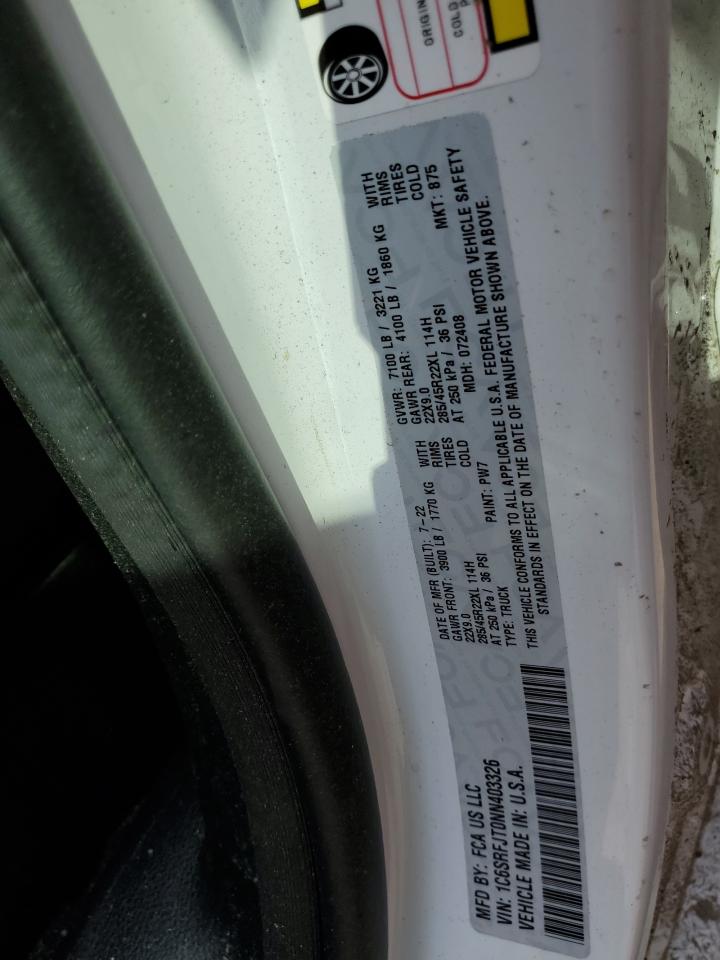 ORIGIN
COLD
MFD BY: FCA US LLC
VIN: 1C6SRFJT0NN403326
VEHICLE MADE IN: U.S.A.
DATE OF MFR (BUILT): 7-22 GVWR: 7100 LB / 3221 KG
GAWR FRONT: 3900 LB / 1770 KG WITH GAWR REAR: 4100 LB / 1860 KG WITH
22X9.0 RIMS 22X9.0 RIMS
285/45R22XL 114H TIRES 285/45R22XL 114H TIRES
AT 250 kPa / 36 PSI COLD AT 250 kPa / 36 PSI COLD
TYPE: TRUCK PAINT: PW7 MDH: 072408 MKT: 875
THIS VEHICLE CONFORMS TO ALL APPLICABLE U.S.A. FEDERAL MOTOR VEHICLE SAFETY
STANDARDS IN EFFECT ON THE DATE OF MANUFACTURE SHOWN ABOVE.